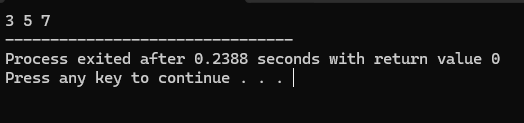 3 5 7
--------------------------------
Process exited after 0.2388 seconds with return value 0
Press any key to continue . . .